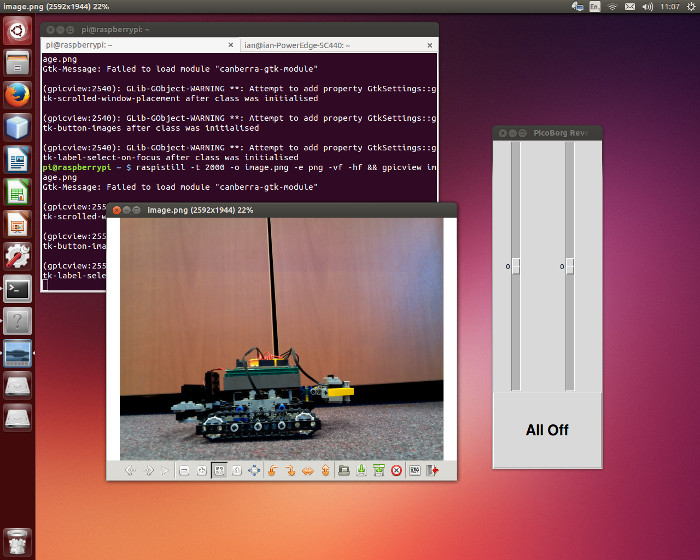 image.png (2592x1944) 22%
En
11:07
pi@raspberrypi: ~
pi@raspberrypi: ~
ian@ian-PowerEdge-SC440: ~
age.png
Gtk-Message: Failed to load module "canberra-gtk-module"
(gpicview:2540): GLib-GObject-WARNING **: Attempt to add property GtkSettings::g
tk-scrolled-window-placement after class was initialised
(gpicview:2540): GLib-GObject-WARNING **: Attempt to add property GtkSettings::g
tk-button-images after class was initialised
(gpicview:2540): GLib-GObject-WARNING **: Attempt to add property GtkSettings::g
tk-label-select-on-focus after class was initialised
pi@raspberrypi ~ $ raspistill -t 2000 -o image.png -e png -vf -hf && gpicview im
age.png
Gtk-Message: Failed to load module "canberra-gtk-module"
(gpicview:255
tk-scrolled-w
(gpicview:255
tk-button-ima
(gpicview:255
tk-label-sele
image.png (2592x1944) 22%
PicoBorg Rev
0
0
All Off